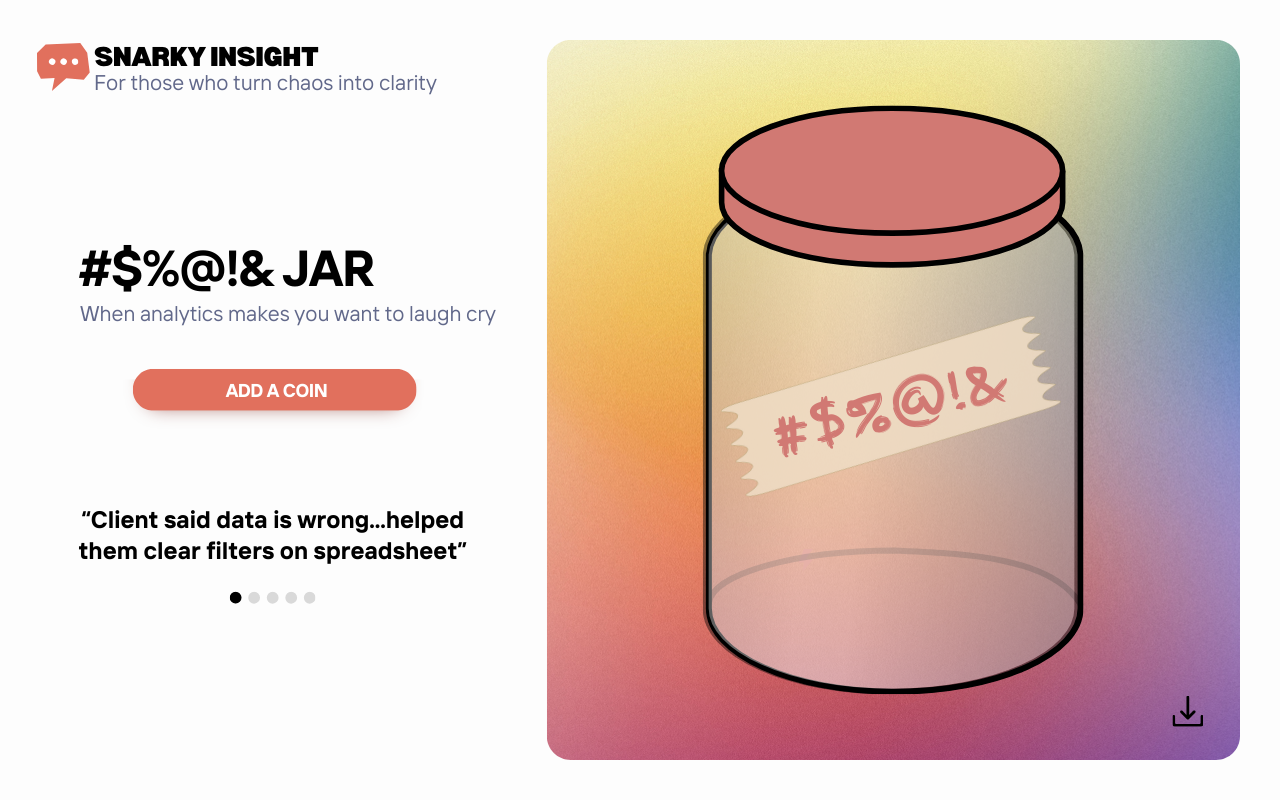 SNARKY INSIGHT
For those who turn chaos into clarity
#$%@!& JAR
When analytics makes you want to laugh cry
ADD A COIN
“Client said data is wrong...helped
them clear filters on spreadsheet”
#$%@!&